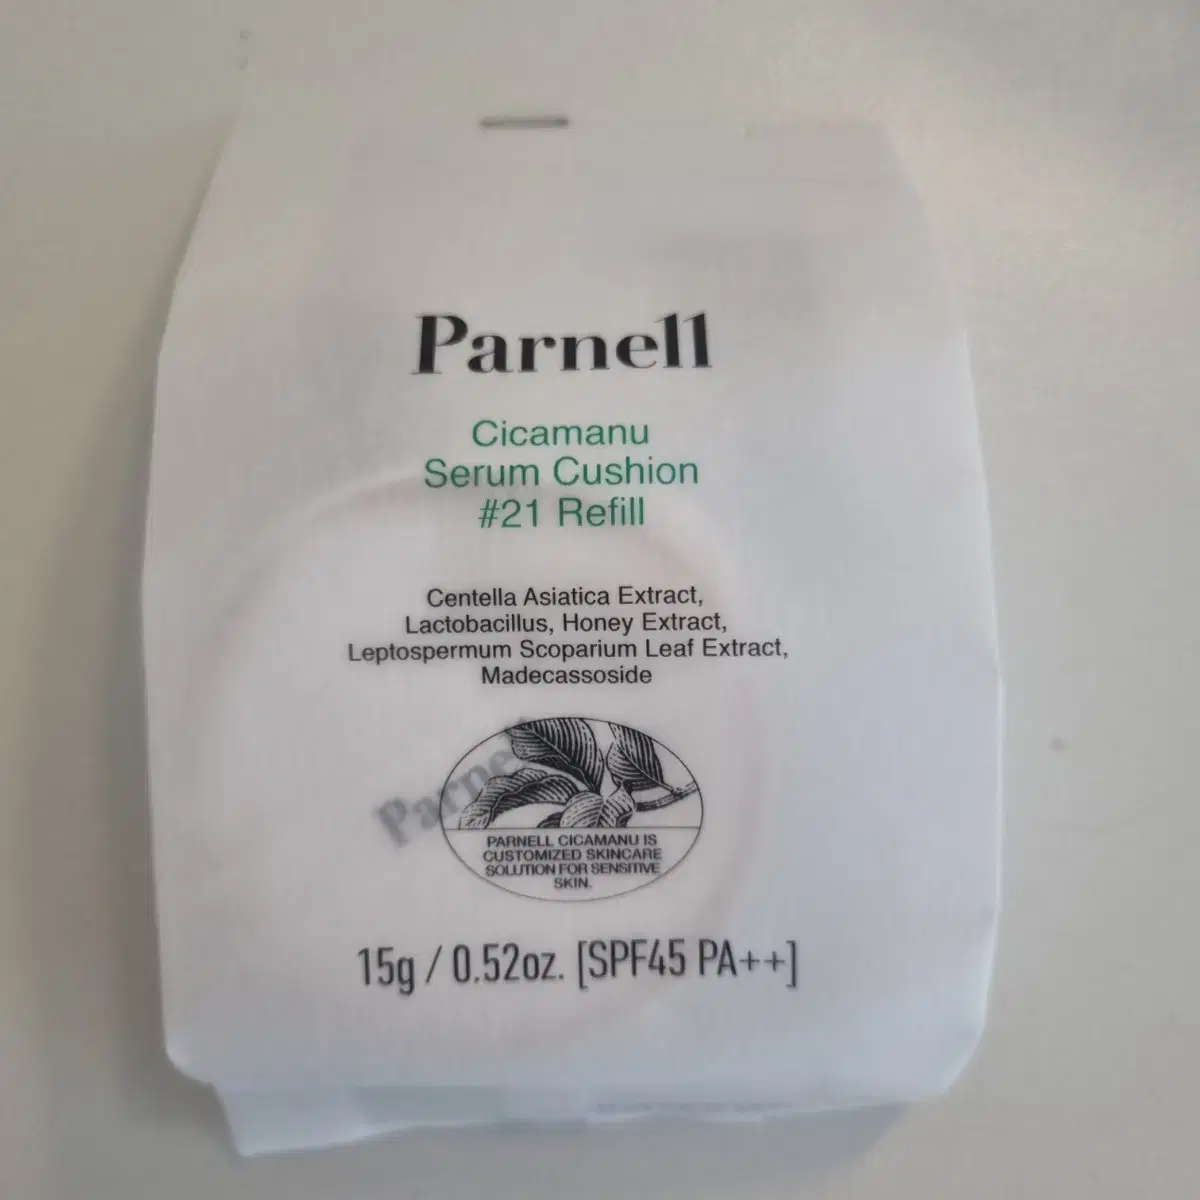 Parnell
Cicamanu
Serum Cushion
#21 Refill
Centella Asiatica Extract,
Lactobacillus, Honey Extract,
Leptospermum Scoparium Leaf Extract,
Madecassoside
Parnell
PARNELL CICAMANU IS
CUSTOMIZED SKINCARE
SOLUTION FOR SENSITIVE
SKIN.
15g / 0.52oz. [SPF45 PA++]